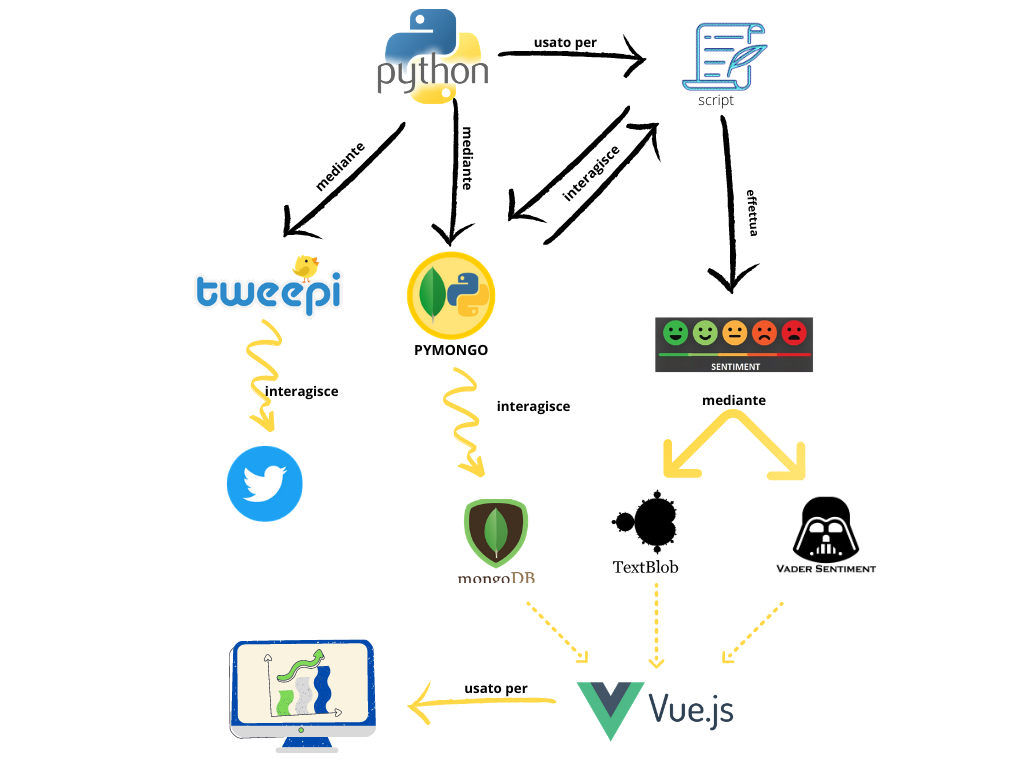 usato per
python
script
mediante
mediante
interagisce
effettua
tweepi
PYMONGO
SENTIMENT
interagisce
mediante
interagisce
mongoDB
TextBlob
VADER SENTIMENT
usato per
Vue.js